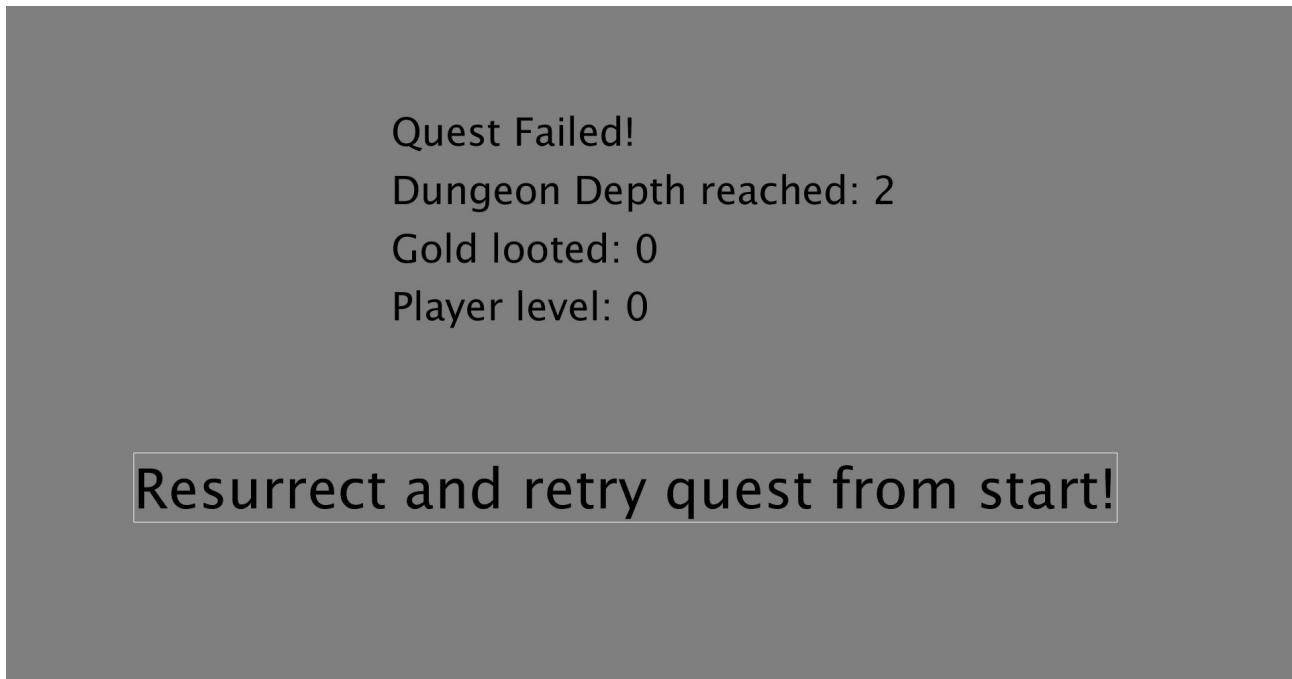 Quest Failed!
Dungeon Depth reached: 2
Gold looted: 0
Player level: 0
Resurrect and retry quest from start!